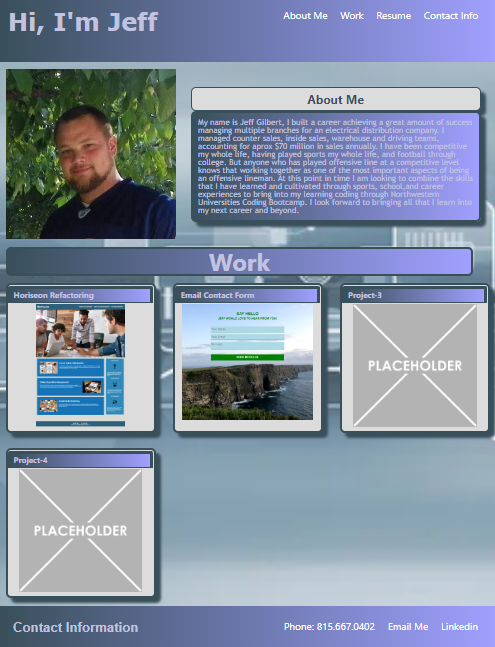 Hi, I'm Jeff
About Me Work Resume Contact Info
About Me
My name is Jeff Gilbert, I built a career achieving a great amount of success
managing multiple branches for an electrical distribution company. I
managed counter sales, inside sales, warehouse and driving teams,
accounting for aprox $70 million in sales annually. I have been competitive
my whole life, having played sports my whole life, and football through
college. But anyone who has played offensive line at a competitive level
knows that working together as one of the most important aspects of being
an offensive lineman. At this point in time I am looking to combine the skills
that I have learned and cultivated through sports, school,and career
experiences to bring into my learning coding through Northwestern
Universities Coding Bootcamp. I look forward to bringing all that I learn into
my next career and beyond.
Work
Horiseon Refactoring
Email Contact Form
SAY HELLO
JEFF WOULD LOVE TO HEAR FROM YOU!
Project-3
PLACEHOLDER
Project-4
PLACEHOLDER
Contact Information
Phone: 815.667.0402 Email Me Linkedin